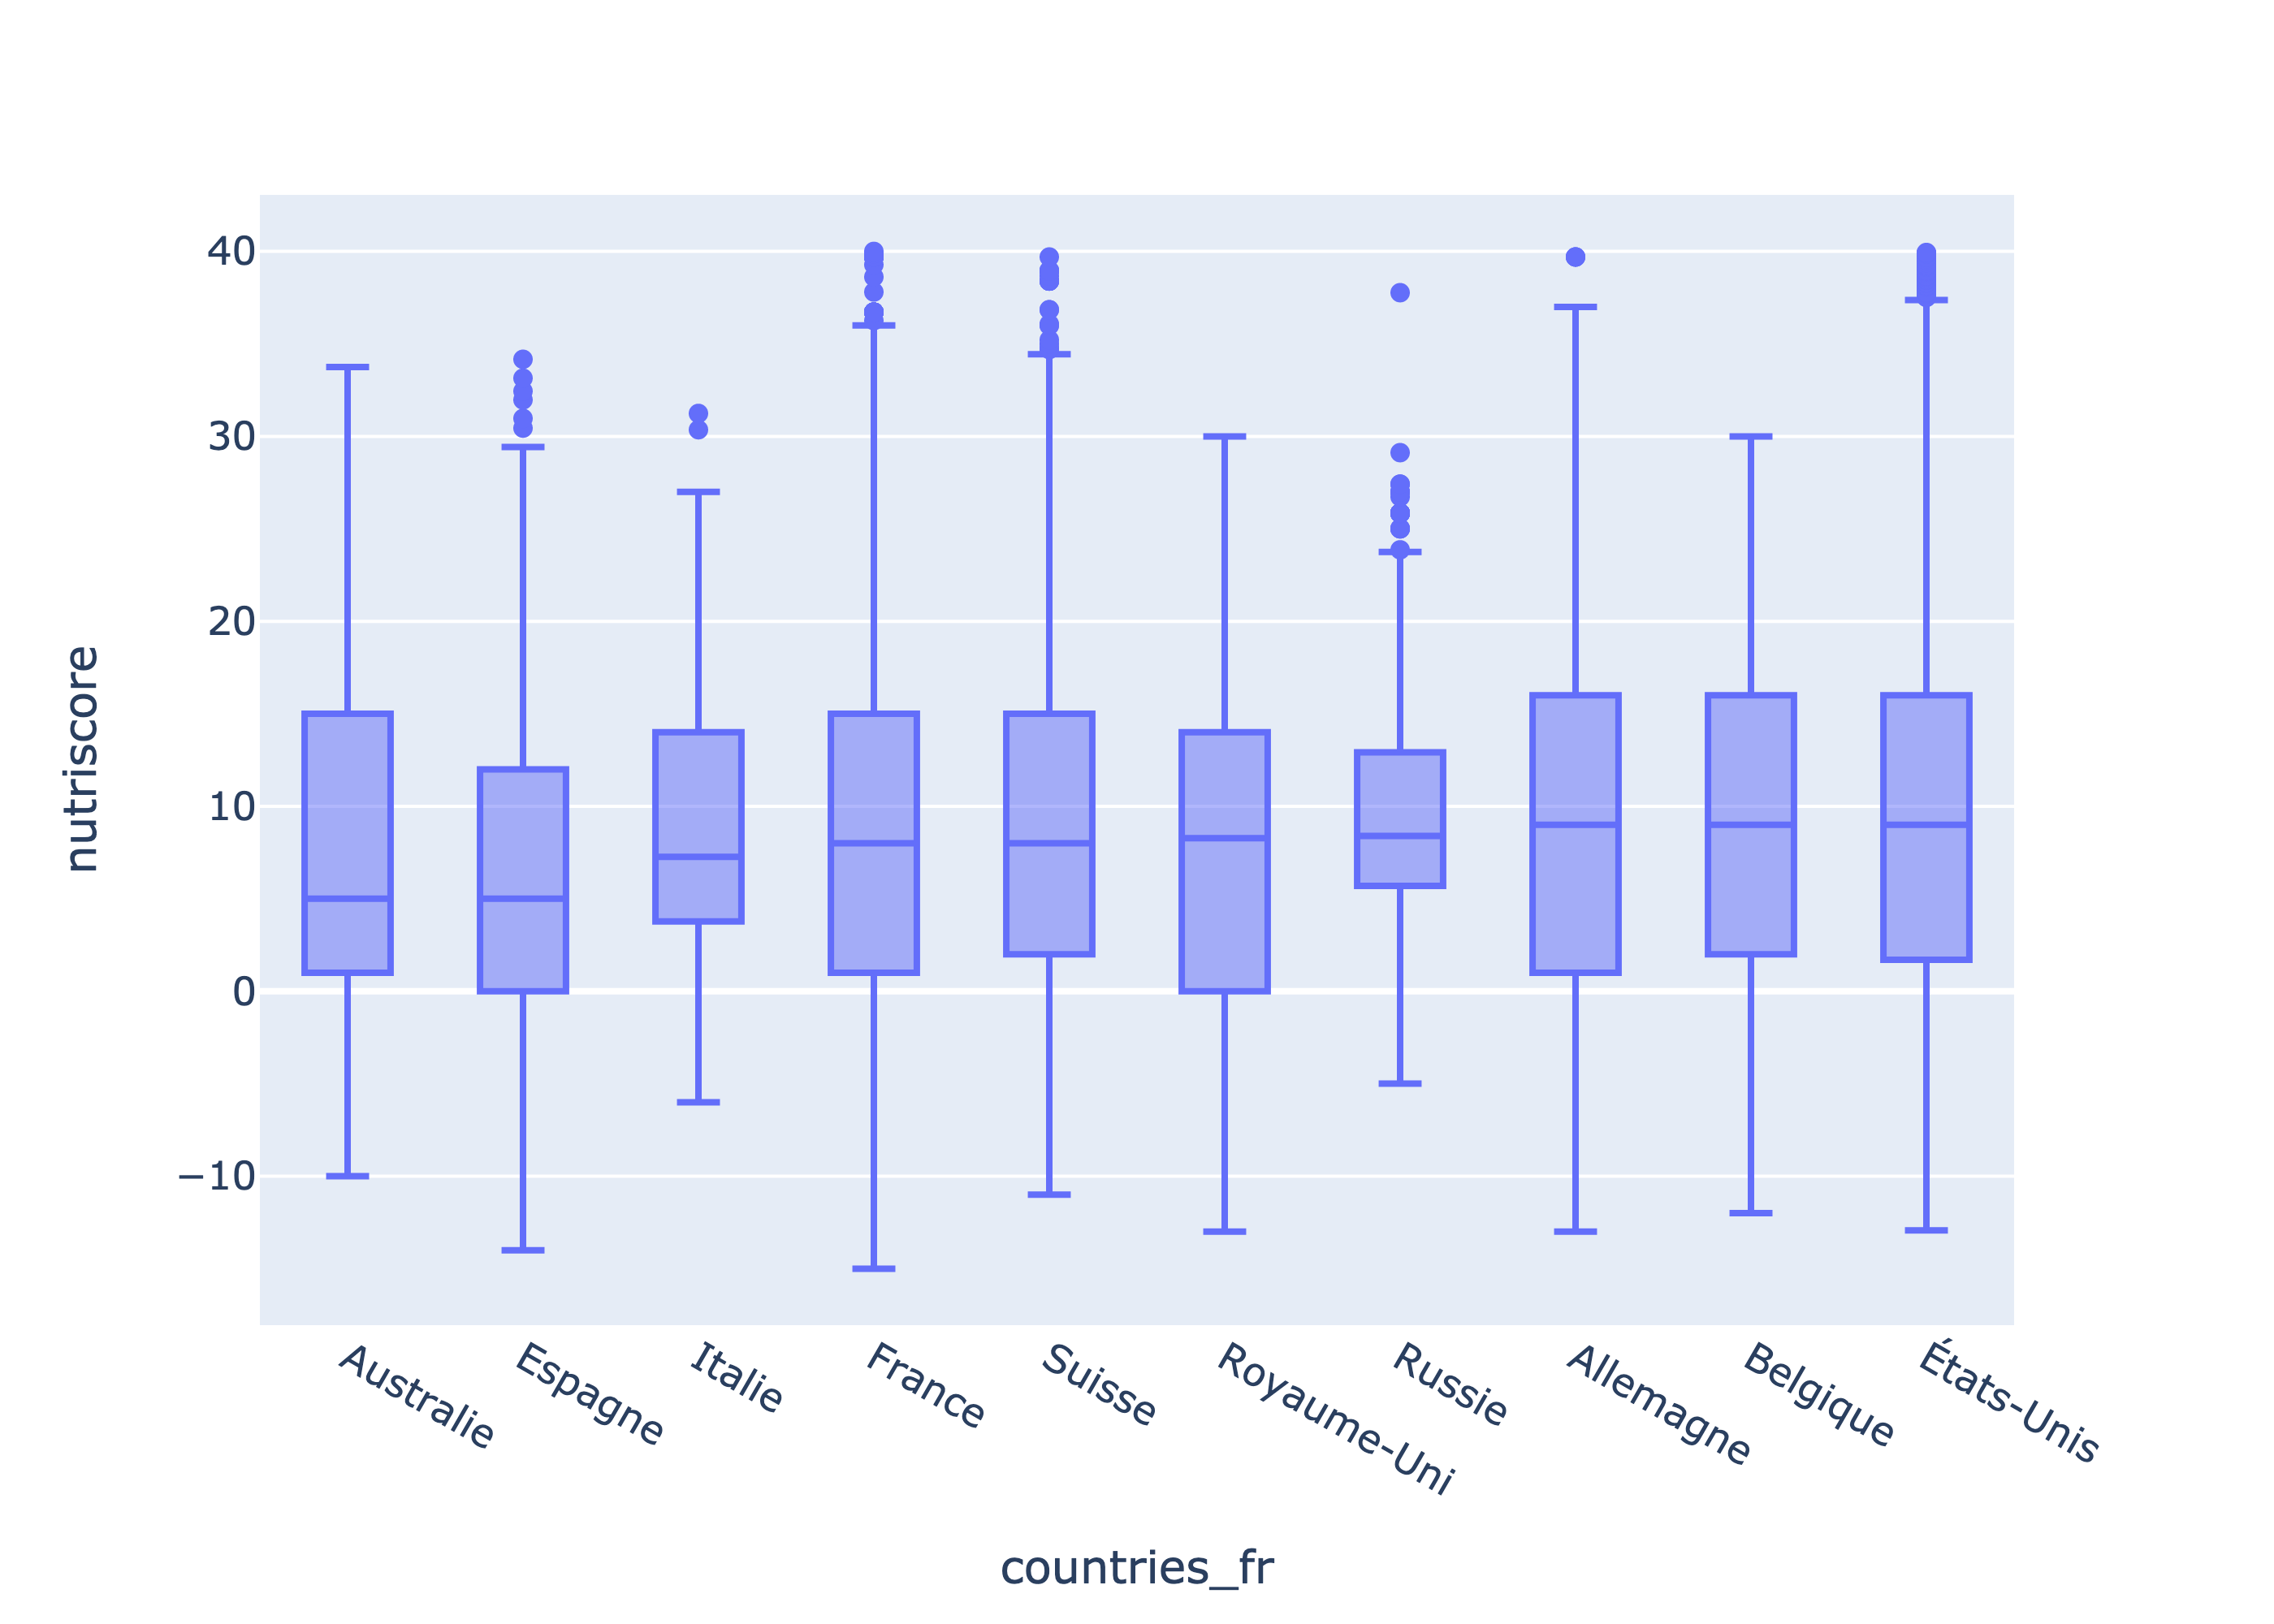 nutriscore
40
30
20
10
0
−10
Australie
Espagne
Italie
France
Suisse
Royaume-Uni
Russie
Allemagne
Belgique
États-Unis
countries_fr